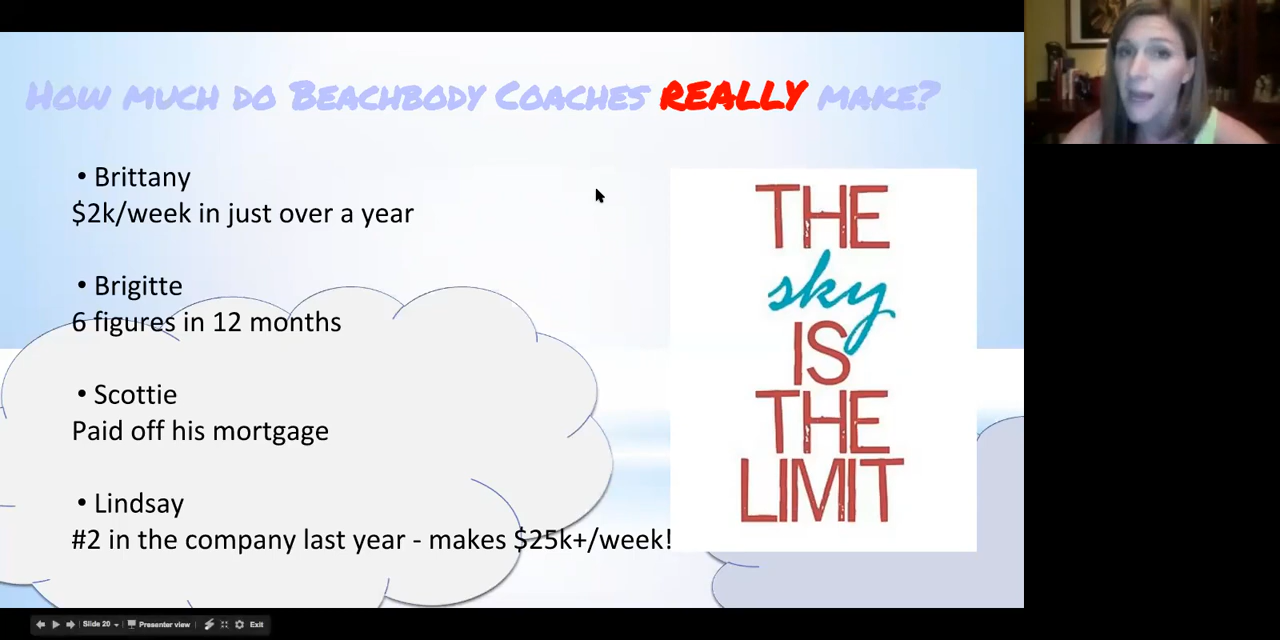 How much do Beachbody Coaches REALLY make?
• Brittany
$2k/week in just over a year
• Brigitte
6 figures in 12 months
• Scottie
Paid off his mortgage
• Lindsay
#2 in the company last year - makes $25k+/week!
THE
sky
IS
THE
LIMIT
Slide 20
Presenter view
Exit